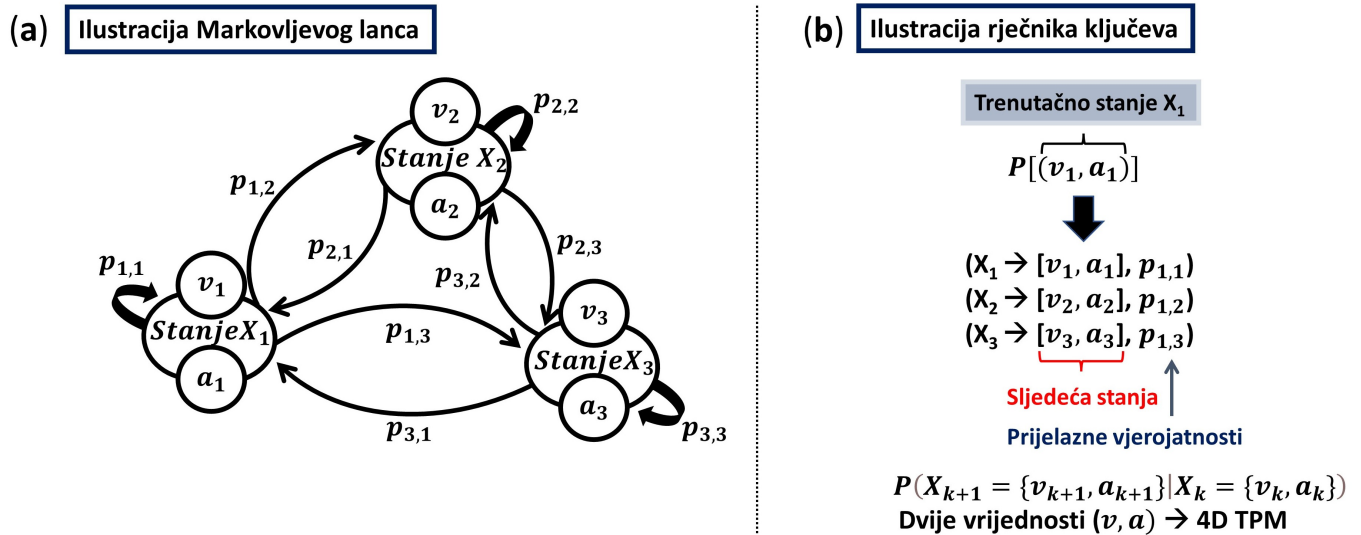 (a) Ilustracija Markovljevog lanca
v₂
p₂,₂
Stanje X₂
a₂
p₁,₂
p₂,₁
p₂,₃
p₃,₂
p₁,₁
v₁
StanjeX₁
a₁
p₁,₃
v₃
StanjeX₃
a₃
p₃,₁
p₃,₃
(b) Ilustracija rječnika ključeva
Trenutačno stanje X₁
P[(v₁, a₁)]
(X₁ → [v₁, a₁], p₁,₁)
(X₂ → [v₂, a₂], p₁,₂)
(X₃ → [v₃, a₃], p₁,₃)
Sljedeća stanja
Prijelazne vjerojatnosti
P(Xₖ₊₁ = {vₖ₊₁, aₖ₊₁}|Xₖ = {vₖ, aₖ})
Dvije vrijednosti (v, a) → 4D TPM